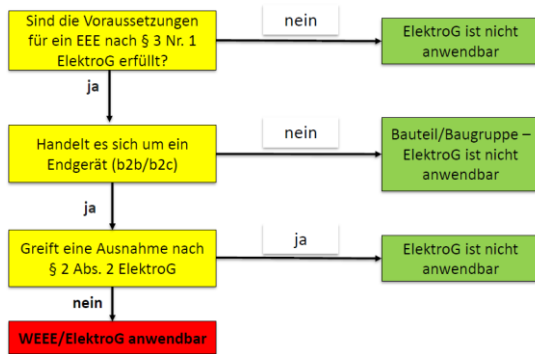 Sind die Voraussetzungen
für ein EEE nach § 3 Nr. 1
ElektroG erfüllt?
nein
ElektroG ist nicht
anwendbar
ja
Handelt es sich um ein
Endgerät (b2b/b2c)
nein
Bauteil/Baugruppe –
ElektroG ist nicht
anwendbar
ja
Greift eine Ausnahme nach
§ 2 Abs. 2 ElektroG
ja
ElektroG ist nicht
anwendbar
nein
WEEE/ElektroG anwendbar